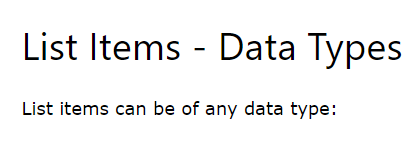 List Items - Data Types
List items can be of any data type: